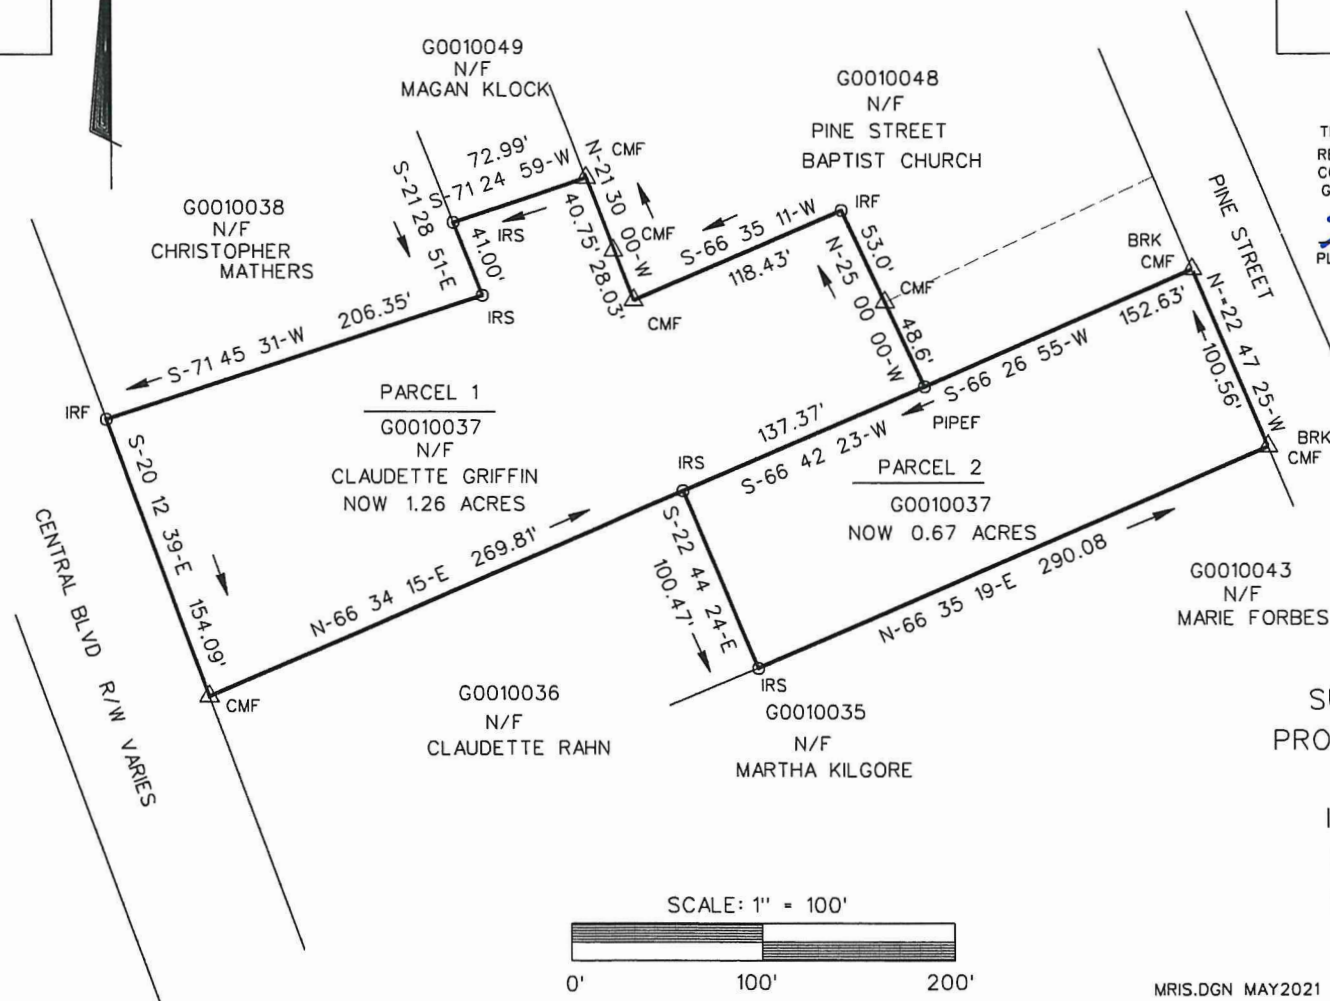 G0010049
N/F
MAGAN KLOCK
G0010048
N/F
PINE STREET
BAPTIST CHURCH
72.99'
S-71 24 59-W
CMF
N-21 30 00-W
40.75'
28.03'
CMF
CMF
S-21 28 51-E
41.00'
IRS
IRS
G0010038
N/F
CHRISTOPHER
MATHERS
S-66 35 11-W
118.43'
IRF
53.0'
N-25 00 00-W
CMF
48.6'
BRK
CMF
PINE STREET
N-=22 47 25-W
100.56'
S-66 26 55-W 152.63'
PIPEF
BRK
CMF
S-71 45 31-W 206.35'
IRF
PARCEL 1
G0010037
N/F
CLAUDETTE GRIFFIN
NOW 1.26 ACRES
137.37'
S-66 42 23-W
IRS
PARCEL 2
G0010037
NOW 0.67 ACRES
S-20 12 39-E 154.09'
CENTRAL BLVD R/W VARIES
N-66 34 15-E 269.81'
S-22 44 24-E
100.47'
N-66 35 19-E 290.08
G0010043
N/F
MARIE FORBES
CMF
IRS
G0010036
N/F
CLAUDETTE RAHN
G0010035
N/F
MARTHA KILGORE
PRO
SCALE: 1" = 100'
0' 100' 200'
MRIS.DGN MAY2021